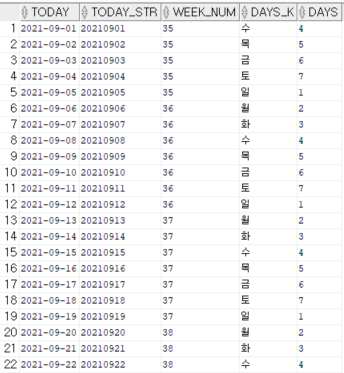 TODAY TODAY_STR WEEK_NUM DAYS_K DAYS
1 2021-09-01 20210901 35 수 4
2 2021-09-02 20210902 35 목 5
3 2021-09-03 20210903 35 금 6
4 2021-09-04 20210904 35 토 7
5 2021-09-05 20210905 35 일 1
6 2021-09-06 20210906 36 월 2
7 2021-09-07 20210907 36 화 3
8 2021-09-08 20210908 36 수 4
9 2021-09-09 20210909 36 목 5
10 2021-09-10 20210910 36 금 6
11 2021-09-11 20210911 36 토 7
12 2021-09-12 20210912 36 일 1
13 2021-09-13 20210913 37 월 2
14 2021-09-14 20210914 37 화 3
15 2021-09-15 20210915 37 수 4
16 2021-09-16 20210916 37 목 5
17 2021-09-17 20210917 37 금 6
18 2021-09-18 20210918 37 토 7
19 2021-09-19 20210919 37 일 1
20 2021-09-20 20210920 38 월 2
21 2021-09-21 20210921 38 화 3
22 2021-09-22 20210922 38 수 4